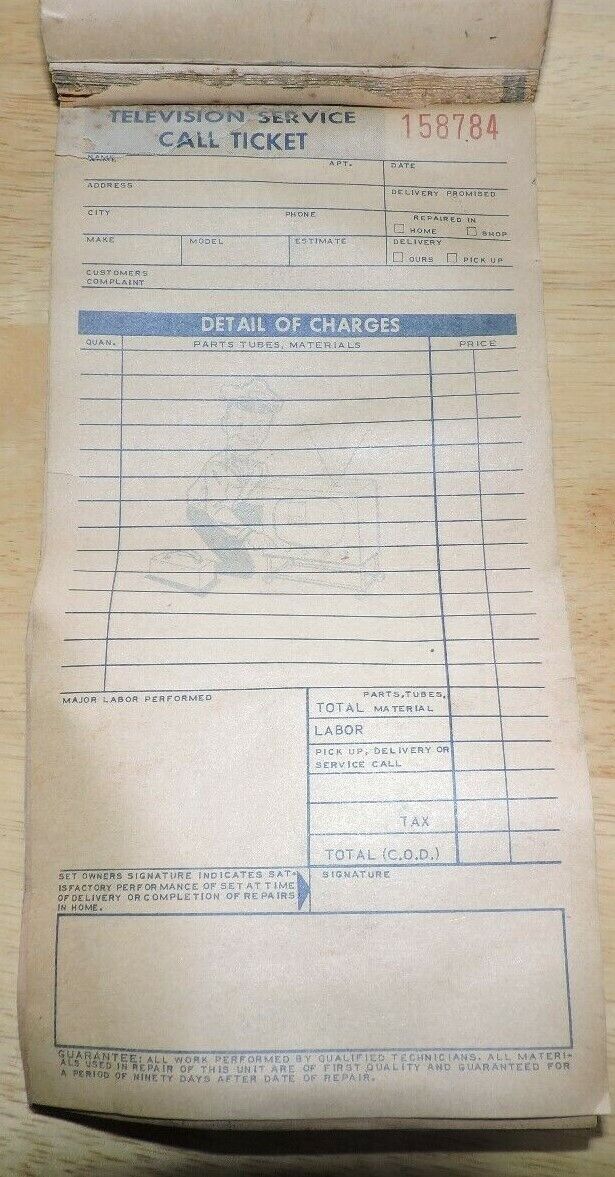 TELEVISION SERVICE
CALL TICKET
158784
NAME APT. DATE
ADDRESS DELIVERY PROMISED
CITY PHONE REPAIRED IN
HOME SHOP
MAKE MODEL ESTIMATE DELIVERY
OURS PICK UP
CUSTOMERS
COMPLAINT
DETAIL OF CHARGES
QUAN. PARTS TUBES, MATERIALS PRICE
MAJOR LABOR PERFORMED
PARTS, TUBES,
TOTAL MATERIAL
LABOR
PICK UP, DELIVERY OR
SERVICE CALL
TAX
TOTAL (C.O.D.)
SET OWNERS SIGNATURE INDICATES SAT-
ISFACTORY PERFORMANCE OF SET AT TIME
OF DELIVERY OR COMPLETION OF REPAIRS
IN HOME.
SIGNATURE
GUARANTEE: ALL WORK PERFORMED BY QUALIFIED TECHNICIANS. ALL MATERI-
ALS USED IN REPAIR OF THIS UNIT ARE OF FIRST QUALITY AND GUARANTEED FOR
A PERIOD OF NINETY DAYS AFTER DATE OF REPAIR.